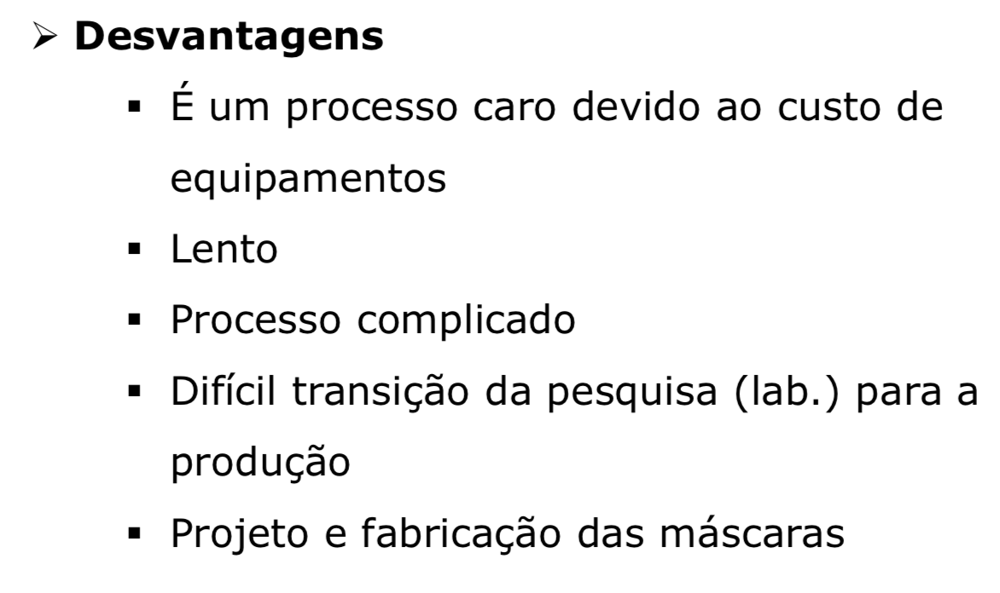 ➢ Desvantagens
▪ É um processo caro devido ao custo de
equipamentos
▪ Lento
▪ Processo complicado
▪ Difícil transição da pesquisa (lab.) para a
produção
▪ Projeto e fabricação das máscaras